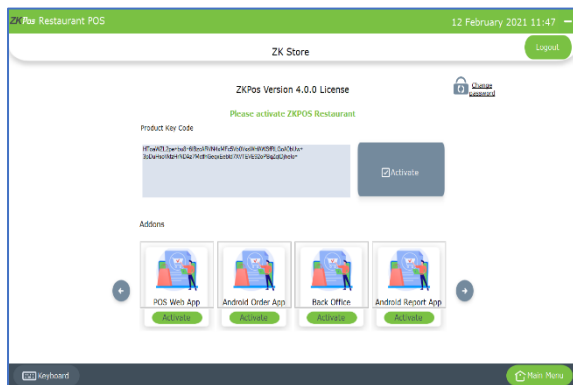 ZKPos Restaurant POS
12 February 2021 11:47
Logout
ZK Store
ZKPos Version 4.0.0 License
Change password
Please activate ZKPOS Restaurant
Product Key Code
Activate
Addons
POS Web App
Android Order App
Back Office
Android Report App
Activate
Activate
Activate
Activate
Keyboard
Main Menu